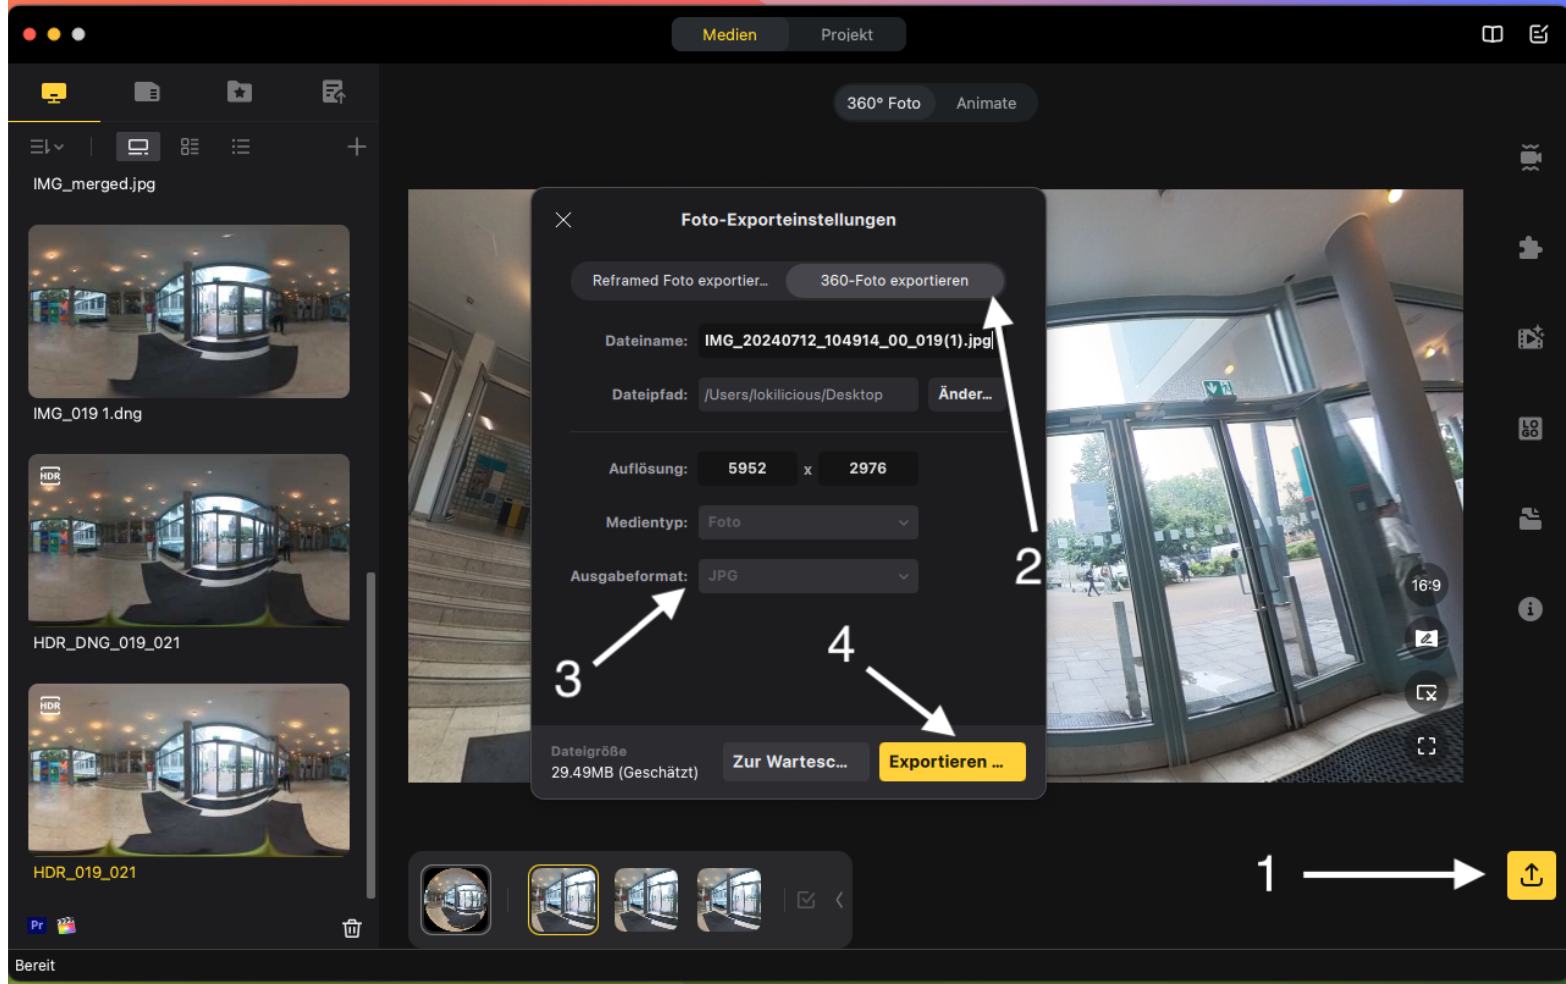 Medien
Projekt
360° Foto
Animate
IMG_merged.jpg
IMG_019 1.dng
HDR
HDR_DNG_019_021
HDR
HDR_019_021
Pr
Foto-Exporteinstellungen
Reframed Foto exportier...
360-Foto exportieren
Dateiname:
IMG_20240712_104914_00_019(1).jpg
Dateipfad:
/Users/lokilicious/Desktop
Änder...
Auflösung:
5952 x 2976
Medientyp:
Foto
Ausgabeformat:
JPG
2
3
4
Dateigröße
29.49MB (Geschätzt)
Zur Wartesc...
Exportieren ...
LOGO
16:9
1
Bereit